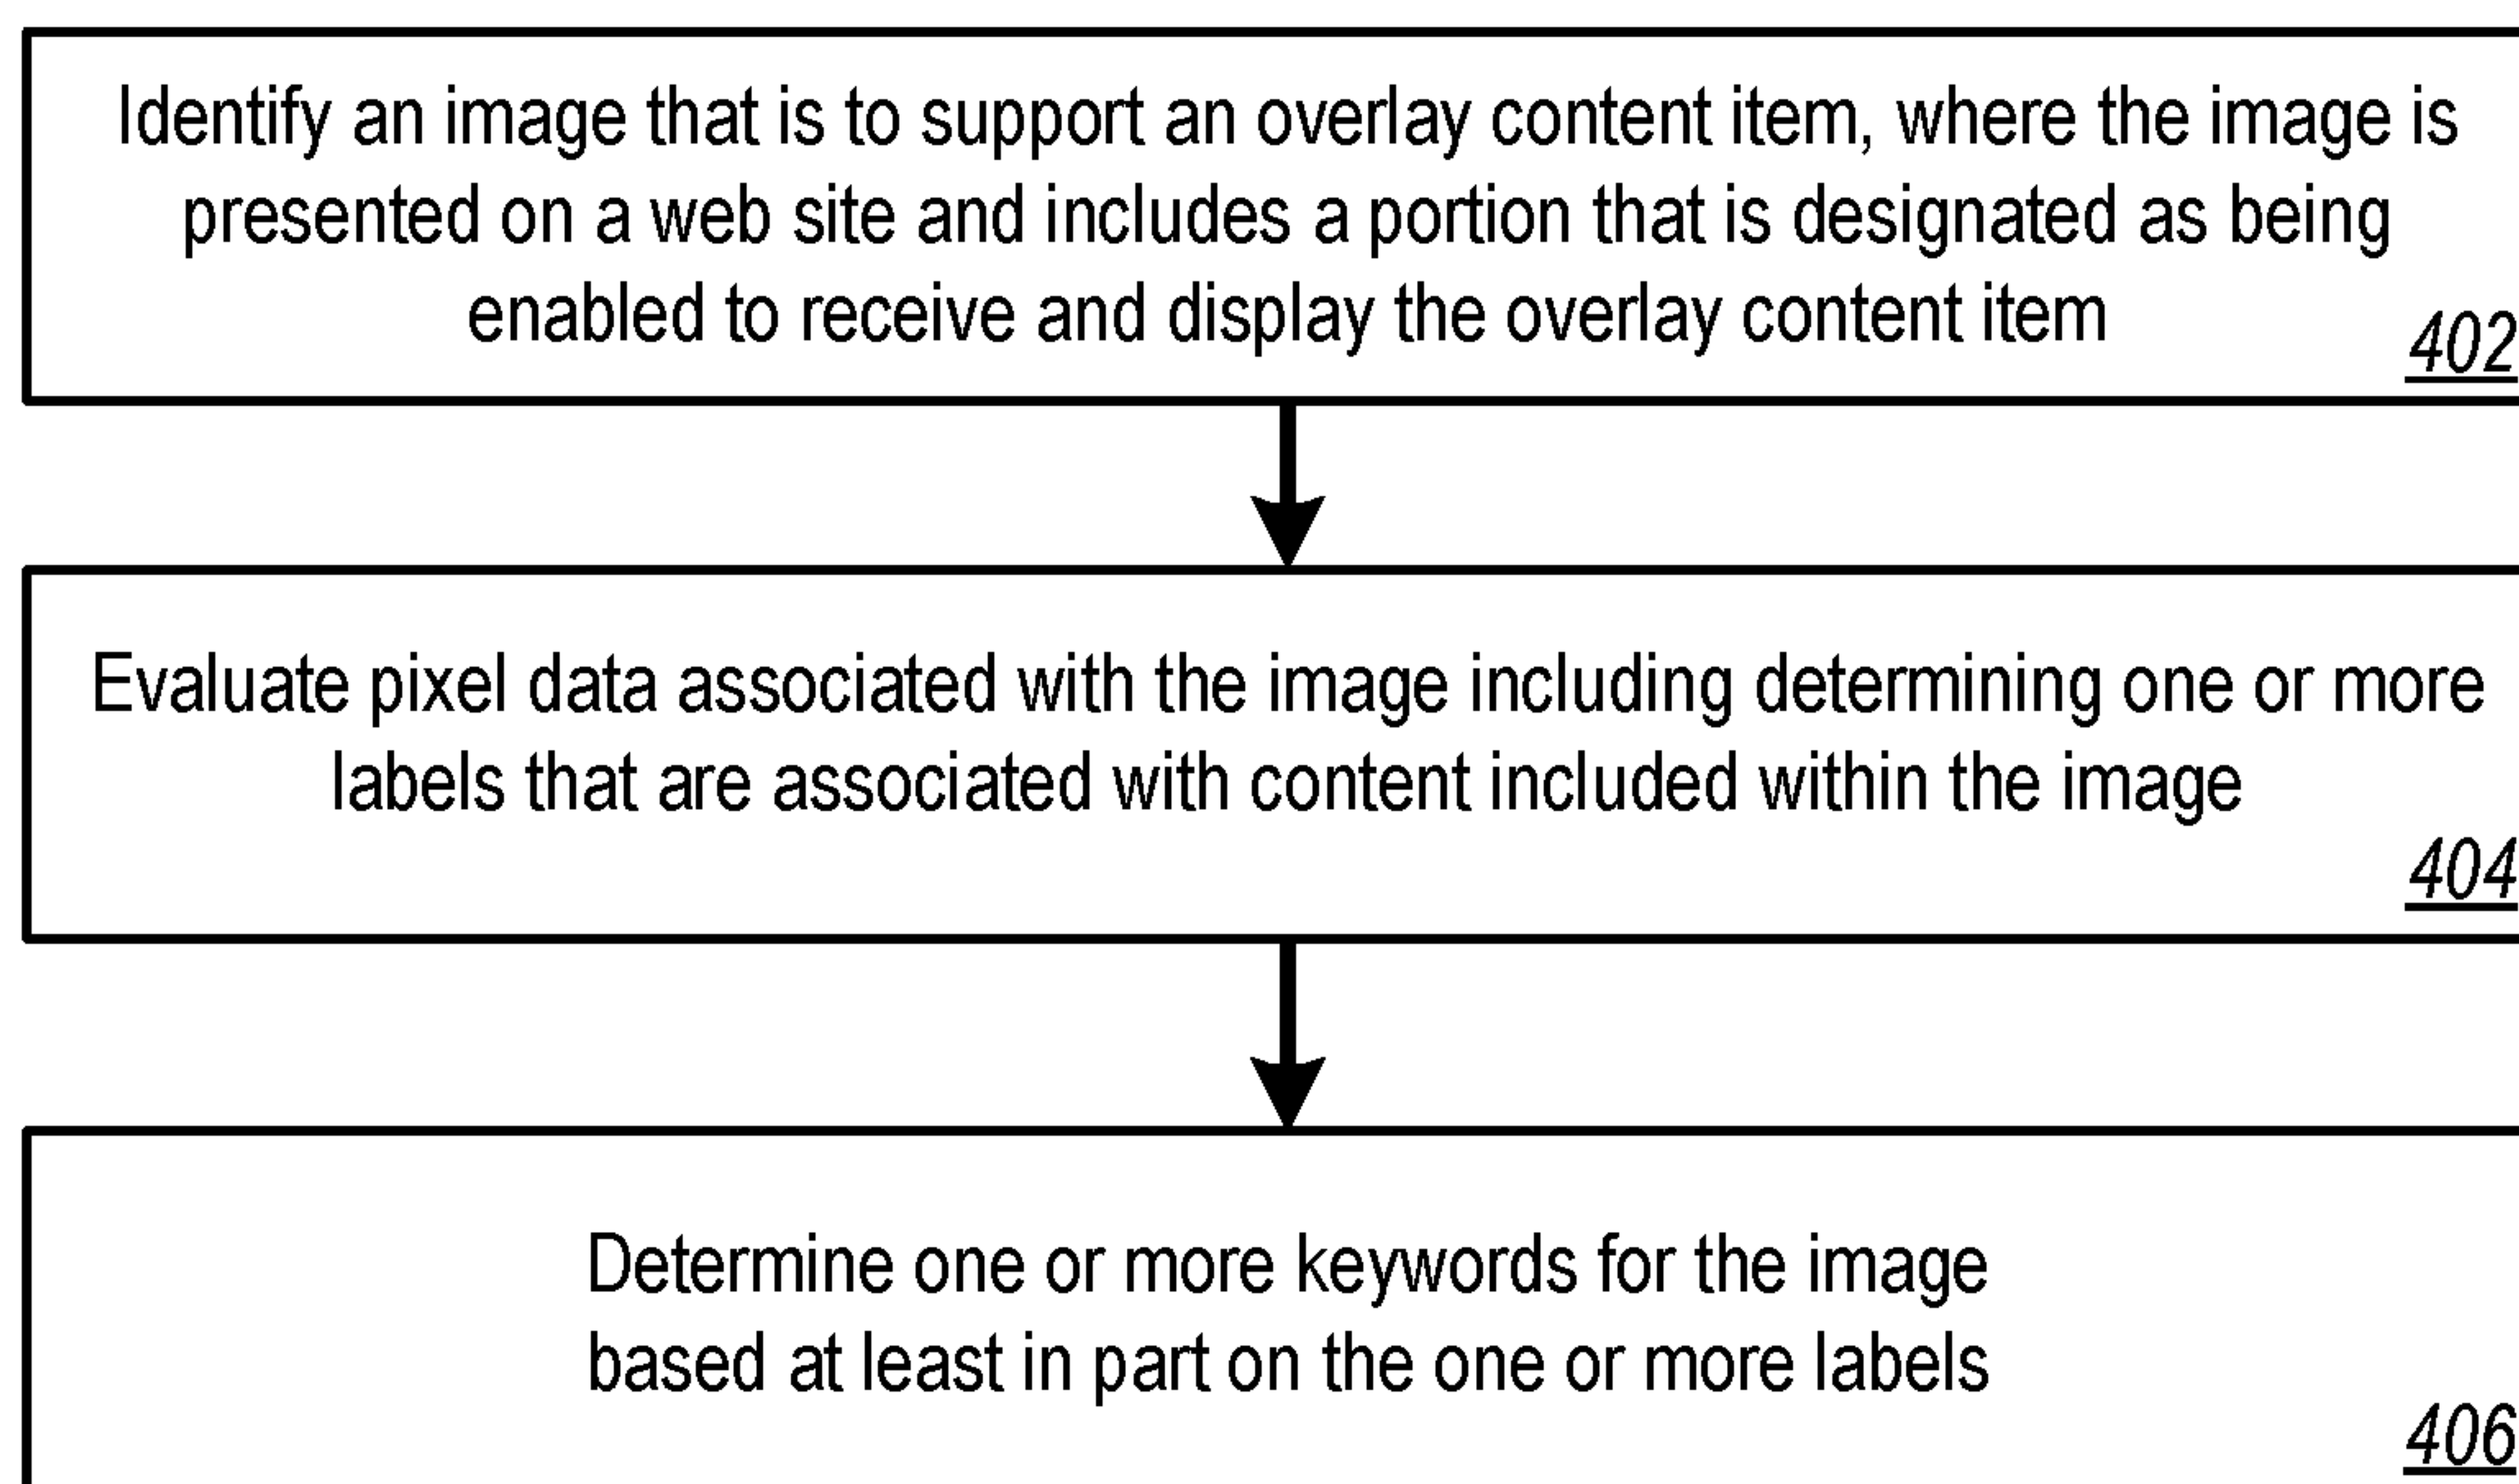 Identify an image that is to support an overlay content item, where the image is
presented on a web site and includes a portion that is designated as being
enabled to receive and display the overlay content item
402
Evaluate pixel data associated with the image including determining one or more
labels that are associated with content included within the image
404
Determine one or more keywords for the image
based at least in part on the one or more labels
406